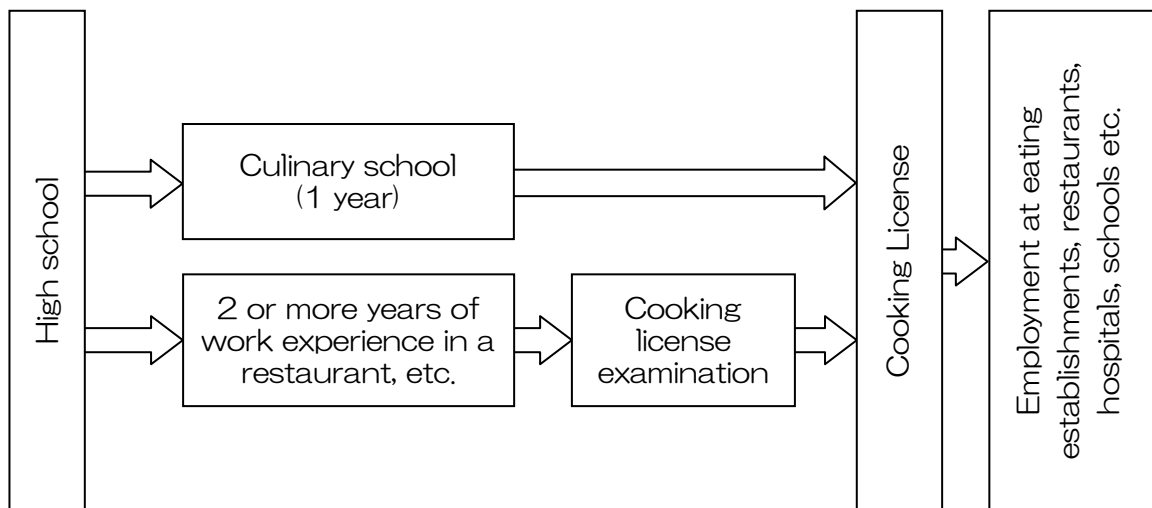 High school
Culinary school
(1 year)
2 or more years of
work experience in a
restaurant, etc.
Cooking
license
examination
Cooking License
Employment at eating
establishments, restaurants,
hospitals, schools etc.